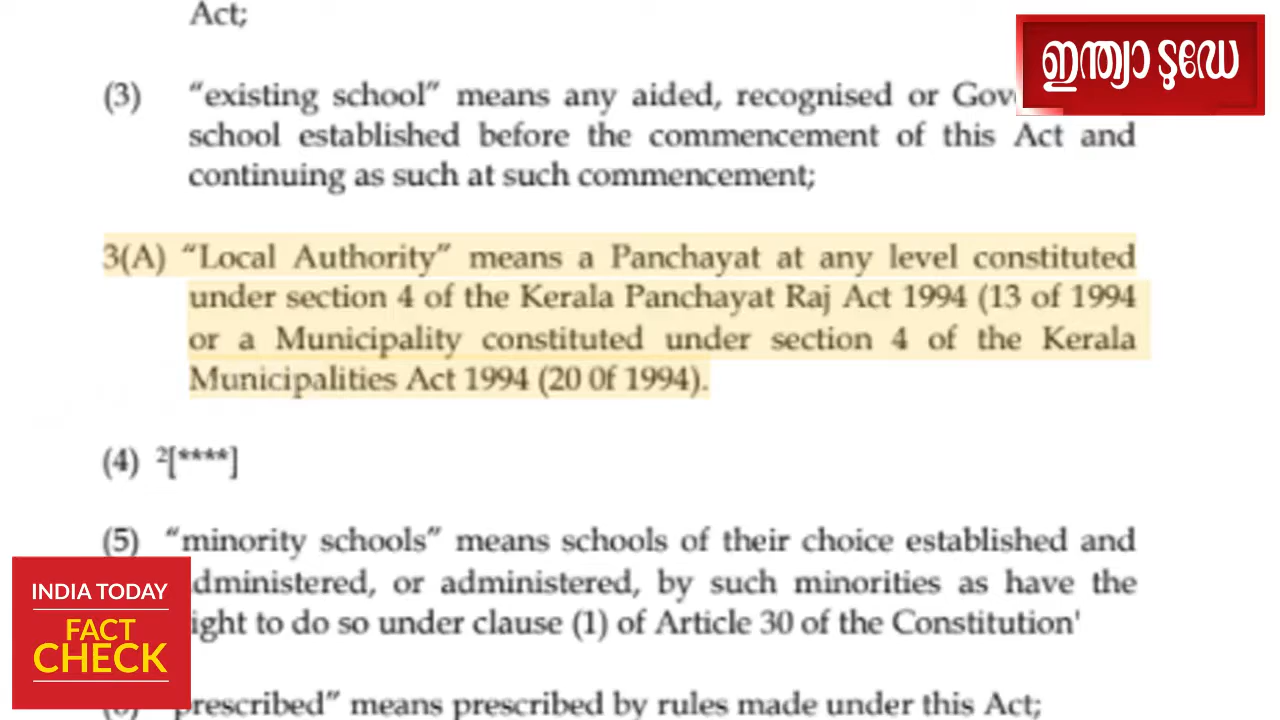 Act;
ഇന്ത്യാ ടുഡേ
(3) “existing school” means any aided, recognised or
school established before the commencement of this Act and
continuing as such at such commencement;
3(A) “Local Authority” means a Panchayat at any level constituted
under section 4 of the Kerala Panchayat Raj Act 1994 (13 of 1994
or a Municipality constituted under section 4 of the Kerala
Municipalities Act 1994 (20 0f 1994).
(4) ²[****]
(5) “minority schools” means schools of their choice established and
dministered, or administered, by such minorities as have the
ight to do so under clause (1) of Article 30 of the Constitution'
prescribed” means prescribed by rules made under this Act;
INDIA TODAY
FACT
CHECK